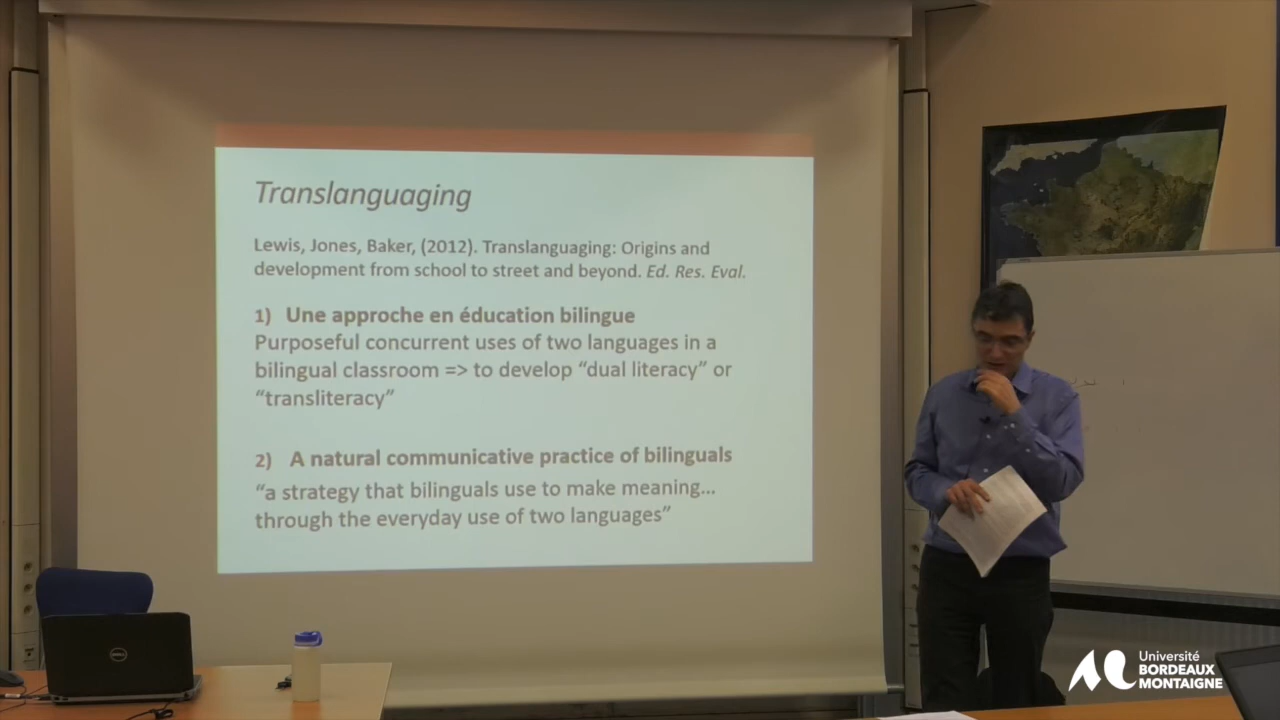 Translanguaging
Lewis, Jones, Baker, (2012). Translanguaging: Origins and
development from school to street and beyond. Ed. Res. Eval.
1) Une approche en éducation bilingue
Purposeful concurrent uses of two languages in a
bilingual classroom => to develop “dual literacy” or
“transliteracy”
2) A natural communicative practice of bilinguals
“a strategy that bilinguals use to make meaning...
through the everyday use of two languages”
DELL
Université
BORDEAUX
MONTAIGNE